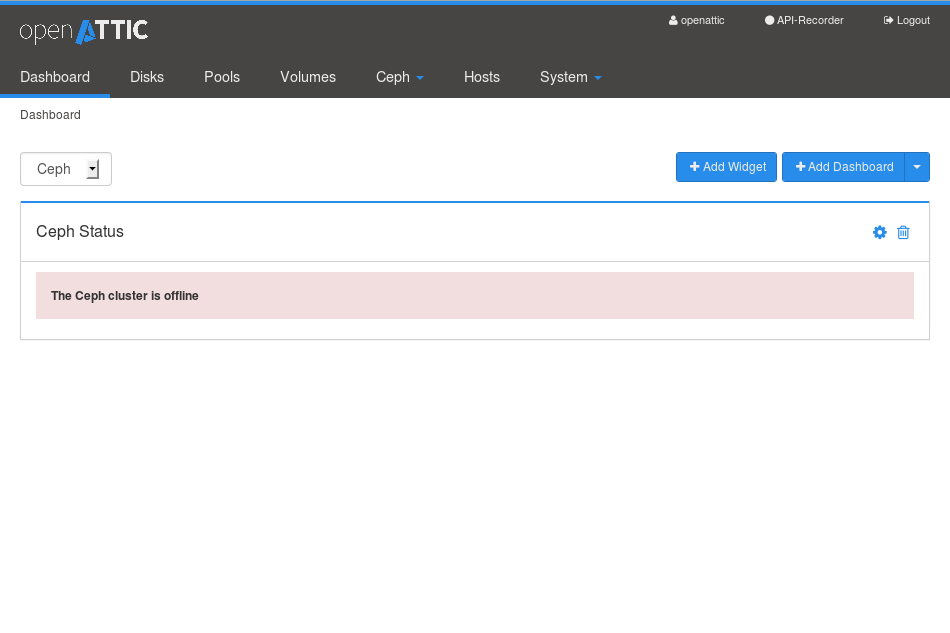 openATTIC
openattic
API-Recorder
Logout
Dashboard Disks Pools Volumes Ceph Hosts System
Dashboard
Ceph
Add Widget
Add Dashboard
Ceph Status
The Ceph cluster is offline